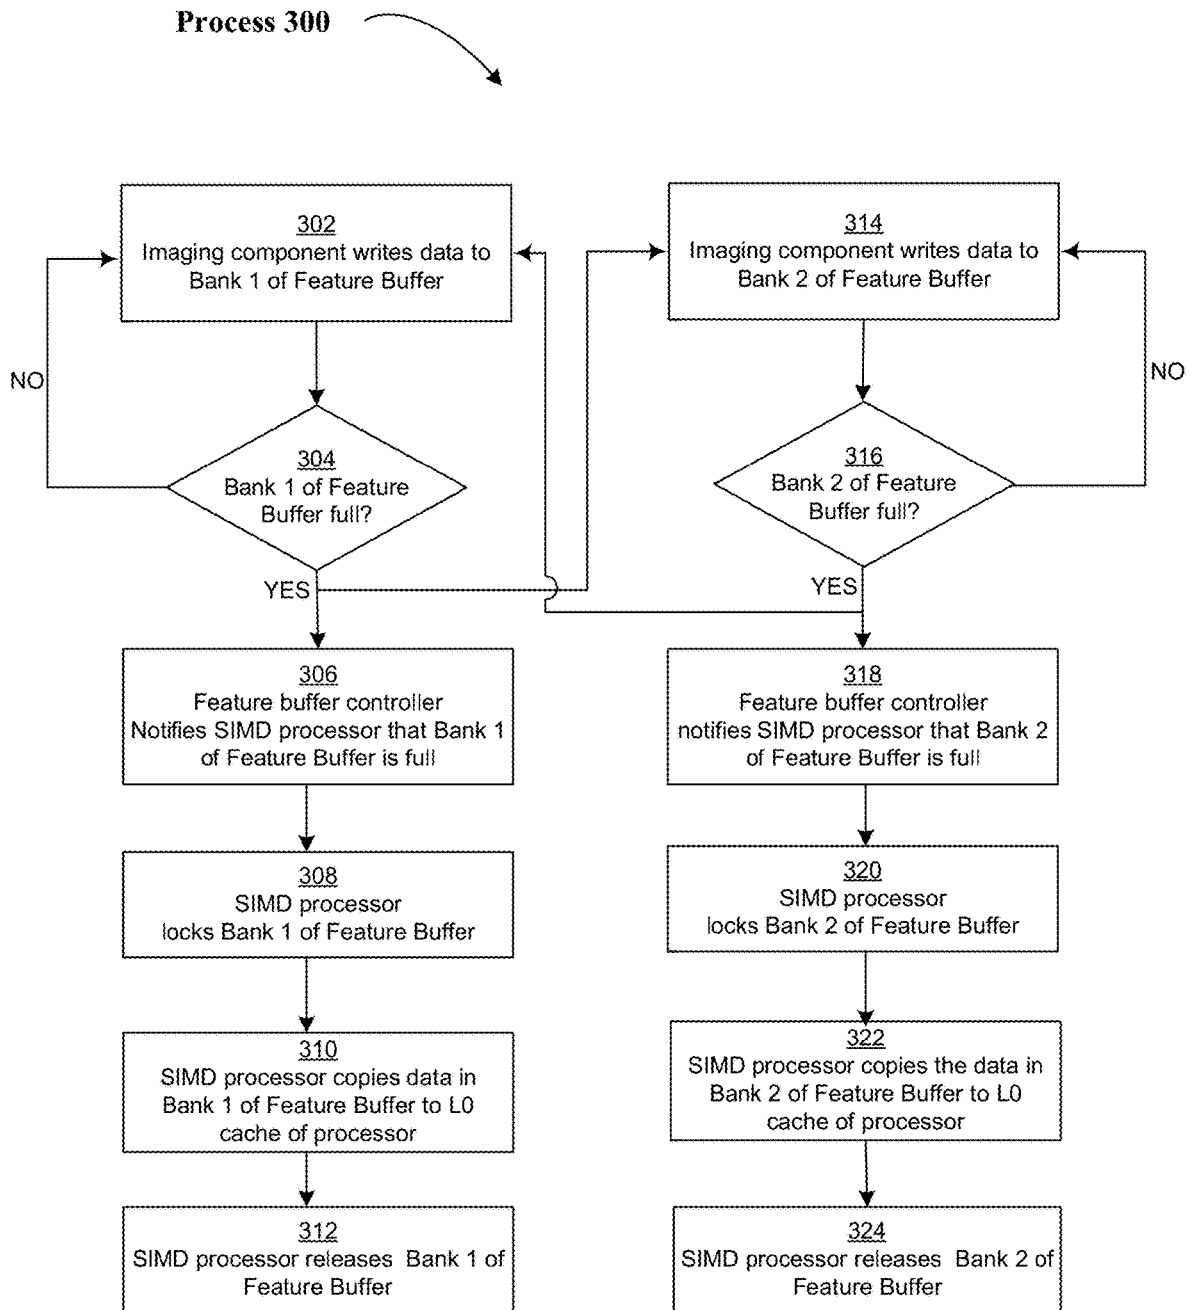 Process 300
302
Imaging component writes data to
Bank 1 of Feature Buffer
NO
304
Bank 1 of Feature
Buffer full?
YES
306
Feature buffer controller
Notifies SIMD processor that Bank 1
of Feature Buffer is full
308
SIMD processor
locks Bank 1 of Feature Buffer
310
SIMD processor copies data in
Bank 1 of Feature Buffer to L0
cache of processor
312
SIMD processor releases Bank 1 of
Feature Buffer
314
Imaging component writes data to
Bank 2 of Feature Buffer
NO
316
Bank 2 of Feature
Buffer full?
YES
318
Feature buffer controller
notifies SIMD processor that Bank 2
of Feature Buffer is full
320
SIMD processor
locks Bank 2 of Feature Buffer
322
SIMD processor copies the data in
Bank 2 of Feature Buffer to L0
cache of processor
324
SIMD processor releases Bank 2 of
Feature Buffer